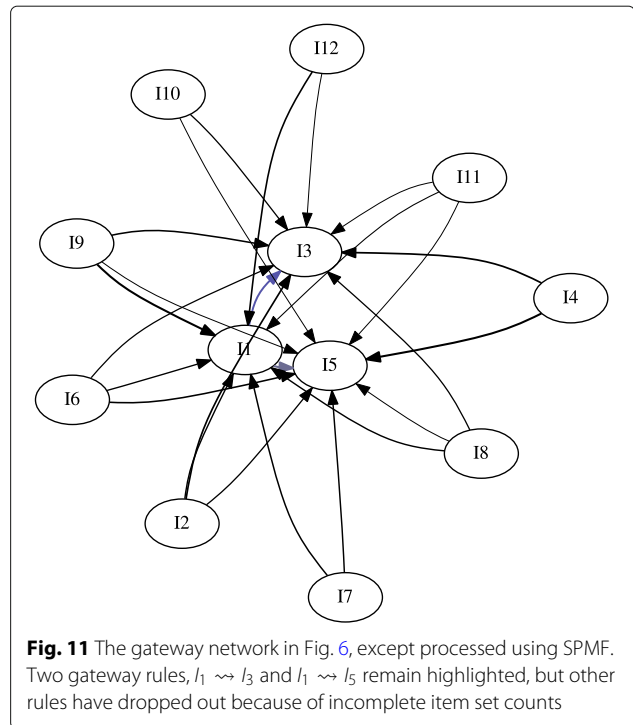 I12
I10
I11
I9
I3
I4
I1
I5
I6
I8
I2
I7
Fig. 11 The gateway network in Fig. 6, except processed using SPMF.
Two gateway rules, I₁ ⇝ I₃ and I₁ ⇝ I₅ remain highlighted, but other
rules have dropped out because of incomplete item set counts